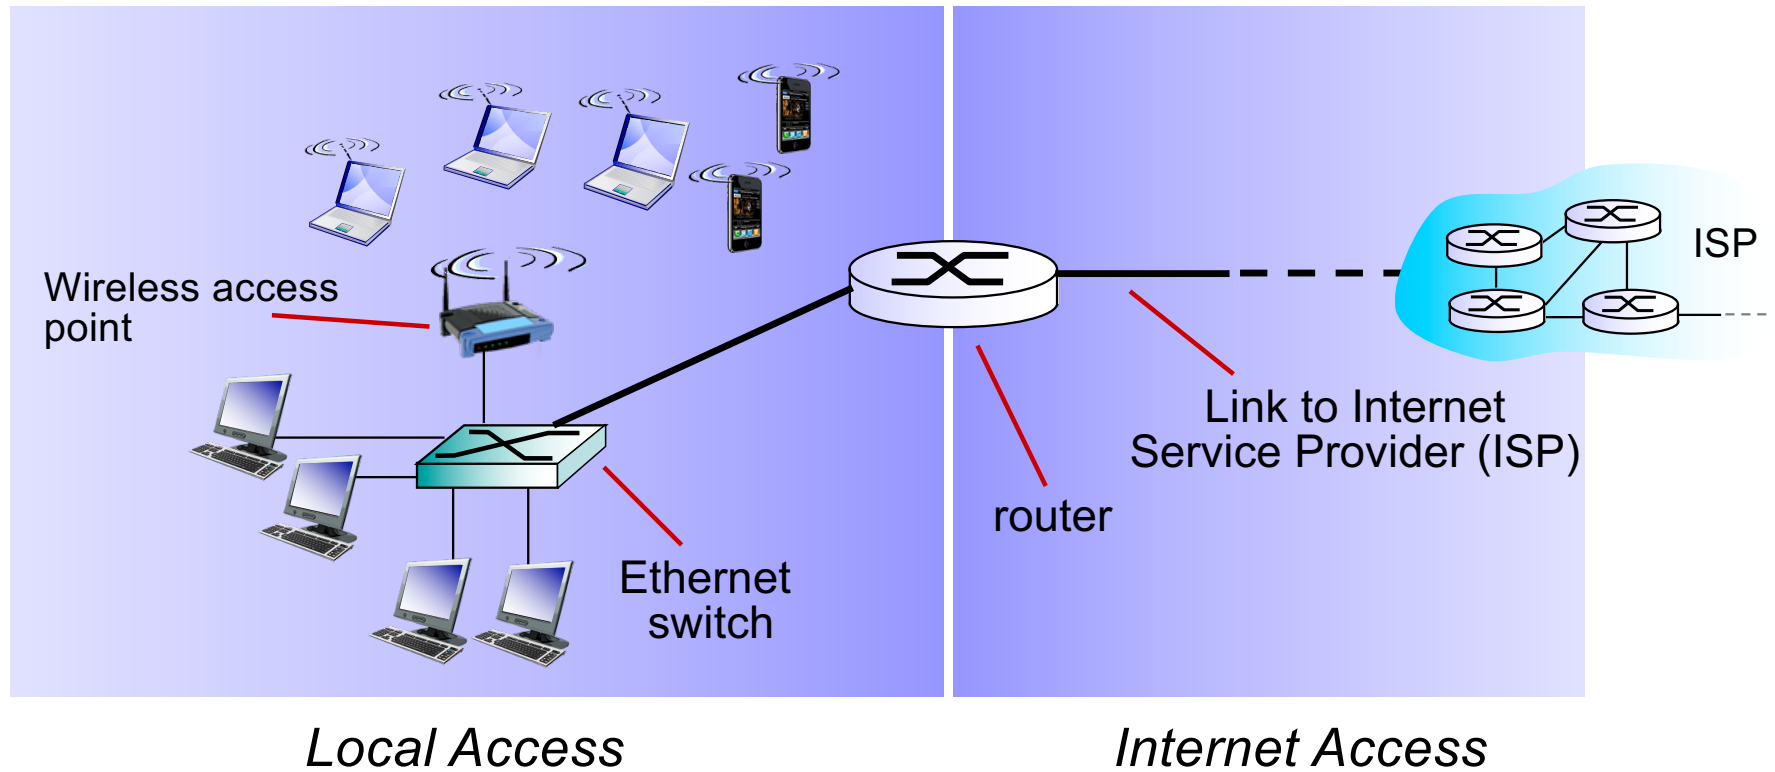 Wireless access
point
ISP
Link to Internet
Service Provider (ISP)
router
Ethernet
switch
Local Access
Internet Access